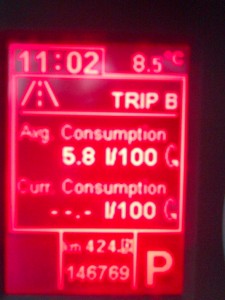 11:02 8.5°C
TRIP B
Avg. Consumption
5.8 l/100
Curr. Consumption
--.- l/100
km 424.0
146769 P